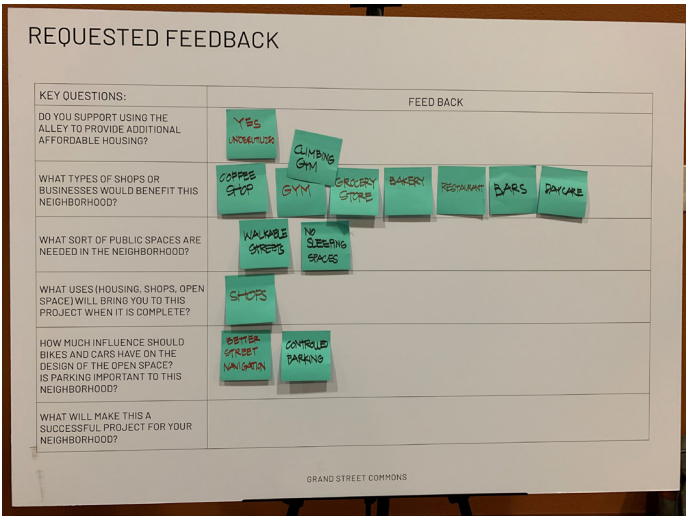 REQUESTED FEEDBACK
KEY QUESTIONS:
FEED BACK
DO YOU SUPPORT USING THE
ALLEY TO PROVIDE ADDITIONAL
AFFORDABLE HOUSING?
YES
UNDERUTILIZED
CLIMBING
GYM
WHAT TYPES OF SHOPS OR
BUSINESSES WOULD BENEFIT THIS
NEIGHBORHOOD?
COFFEE
SHOP
GYM
GROCERY
STORE
BAKERY
RESTAURANT
BARS
DAYCARE
WHAT SORT OF PUBLIC SPACES ARE
NEEDED IN THE NEIGHBORHOOD?
WALKABLE
STREETS
NO
SLEEPING
SPACES
WHAT USES (HOUSING, SHOPS, OPEN
SPACE) WILL BRING YOU TO THIS
PROJECT WHEN IT IS COMPLETE?
SHOPS
HOW MUCH INFLUENCE SHOULD
BIKES AND CARS HAVE ON THE
DESIGN OF THE OPEN SPACE?
IS PARKING IMPORTANT TO THIS
NEIGHBORHOOD?
BETTER
STREET
NAVIGATION
CONTROLLED
PARKING
WHAT WILL MAKE THIS A
SUCCESSFUL PROJECT FOR YOUR
NEIGHBORHOOD?
GRAND STREET COMMONS